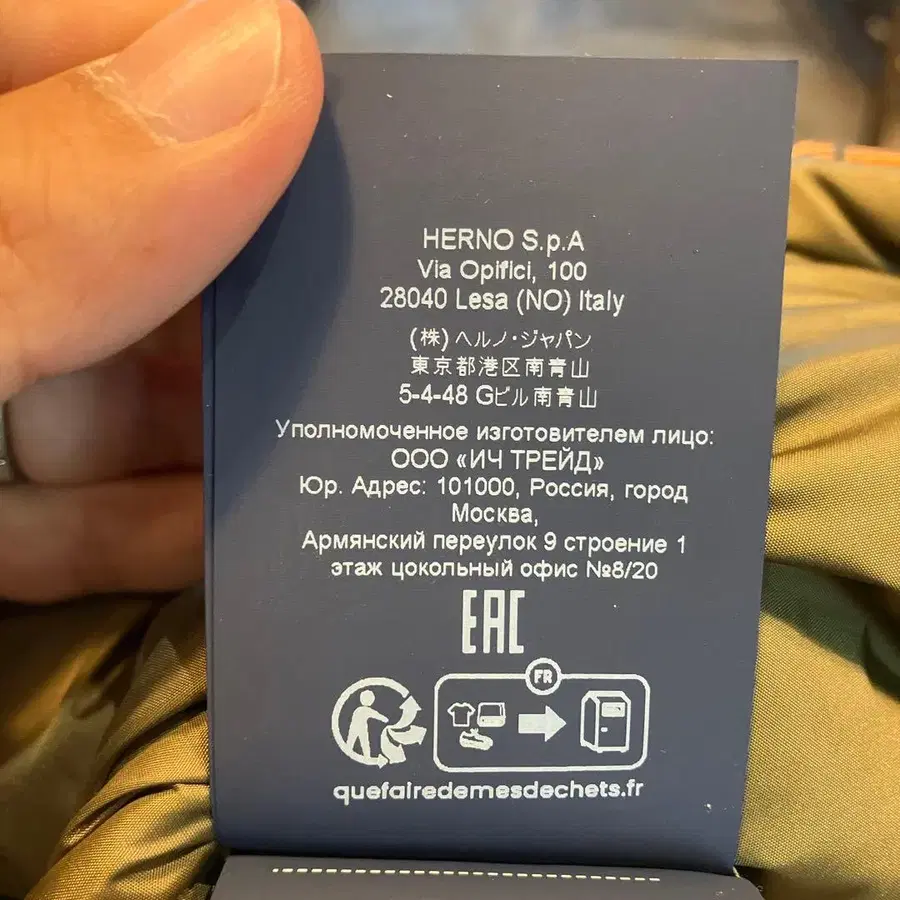 HERNO S.p.A
Via Opifici, 100
28040 Lesa (NO) Italy
(株) ヘルノ・ジャパン
東京都港区南青山
5-4-48 Gビル南青山
Уполномоченное изготовителем лицо:
ООО «ИЧ ТРЕЙД»
Юр. Адрес: 101000, Россия, город
Москва,
Армянский переулок 9 строение 1
этаж цокольный офис №8/20
EAC
FR
quefairedemesdechets.fr